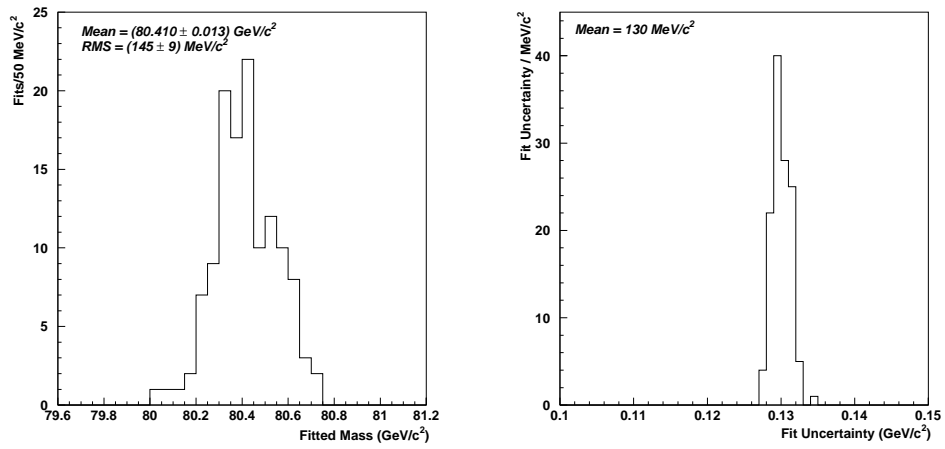 Mean = (80.410 ± 0.013) GeV/c²
RMS = (145 ± 9) MeV/c²
Fits/50 MeV/c²
25
20
15
10
5
0
79.6 79.8 80 80.2 80.4 80.6 80.8 81 81.2
Fitted Mass (GeV/c²)
Mean = 130 MeV/c²
Fit Uncertainty / MeV/c²
40
30
20
10
0
0.1 0.11 0.12 0.13 0.14 0.15
Fit Uncertainty (GeV/c²)